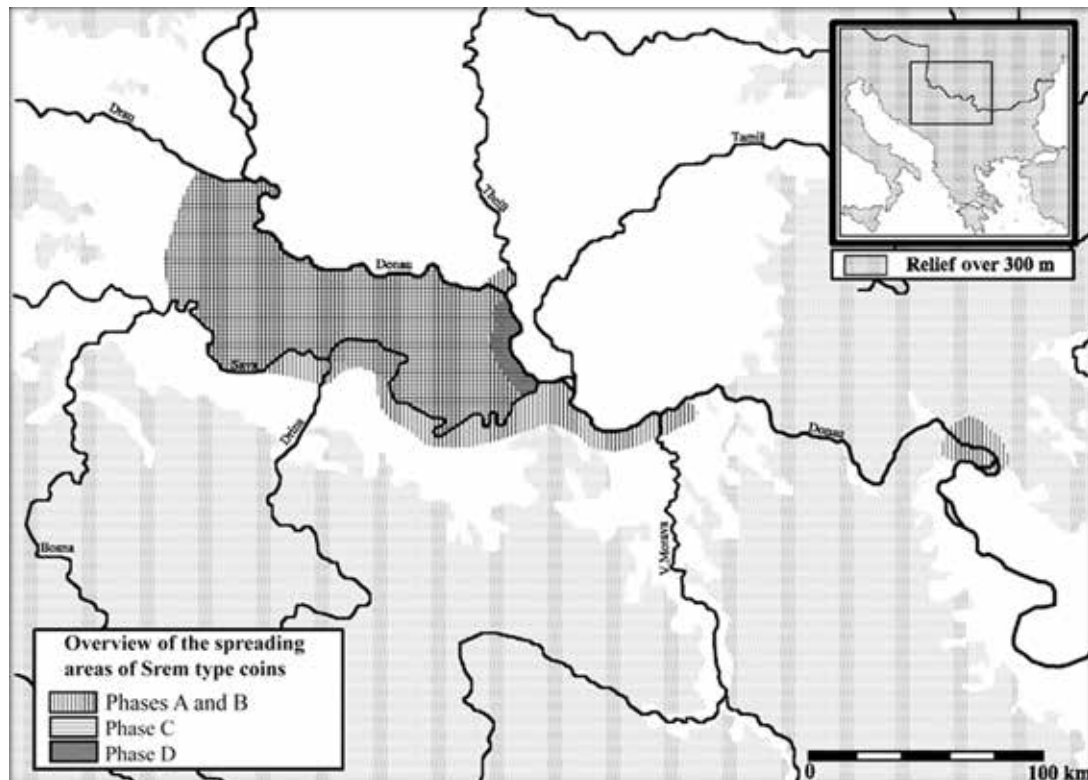 Drau
Tamiš
Theiß
Donau
Relief over 300 m
Sava
Drina
Donau
Bosna
V. Morava
Overview of the spreading
areas of Srem type coins
Phases A and B
Phase C
Phase D
0 100 km